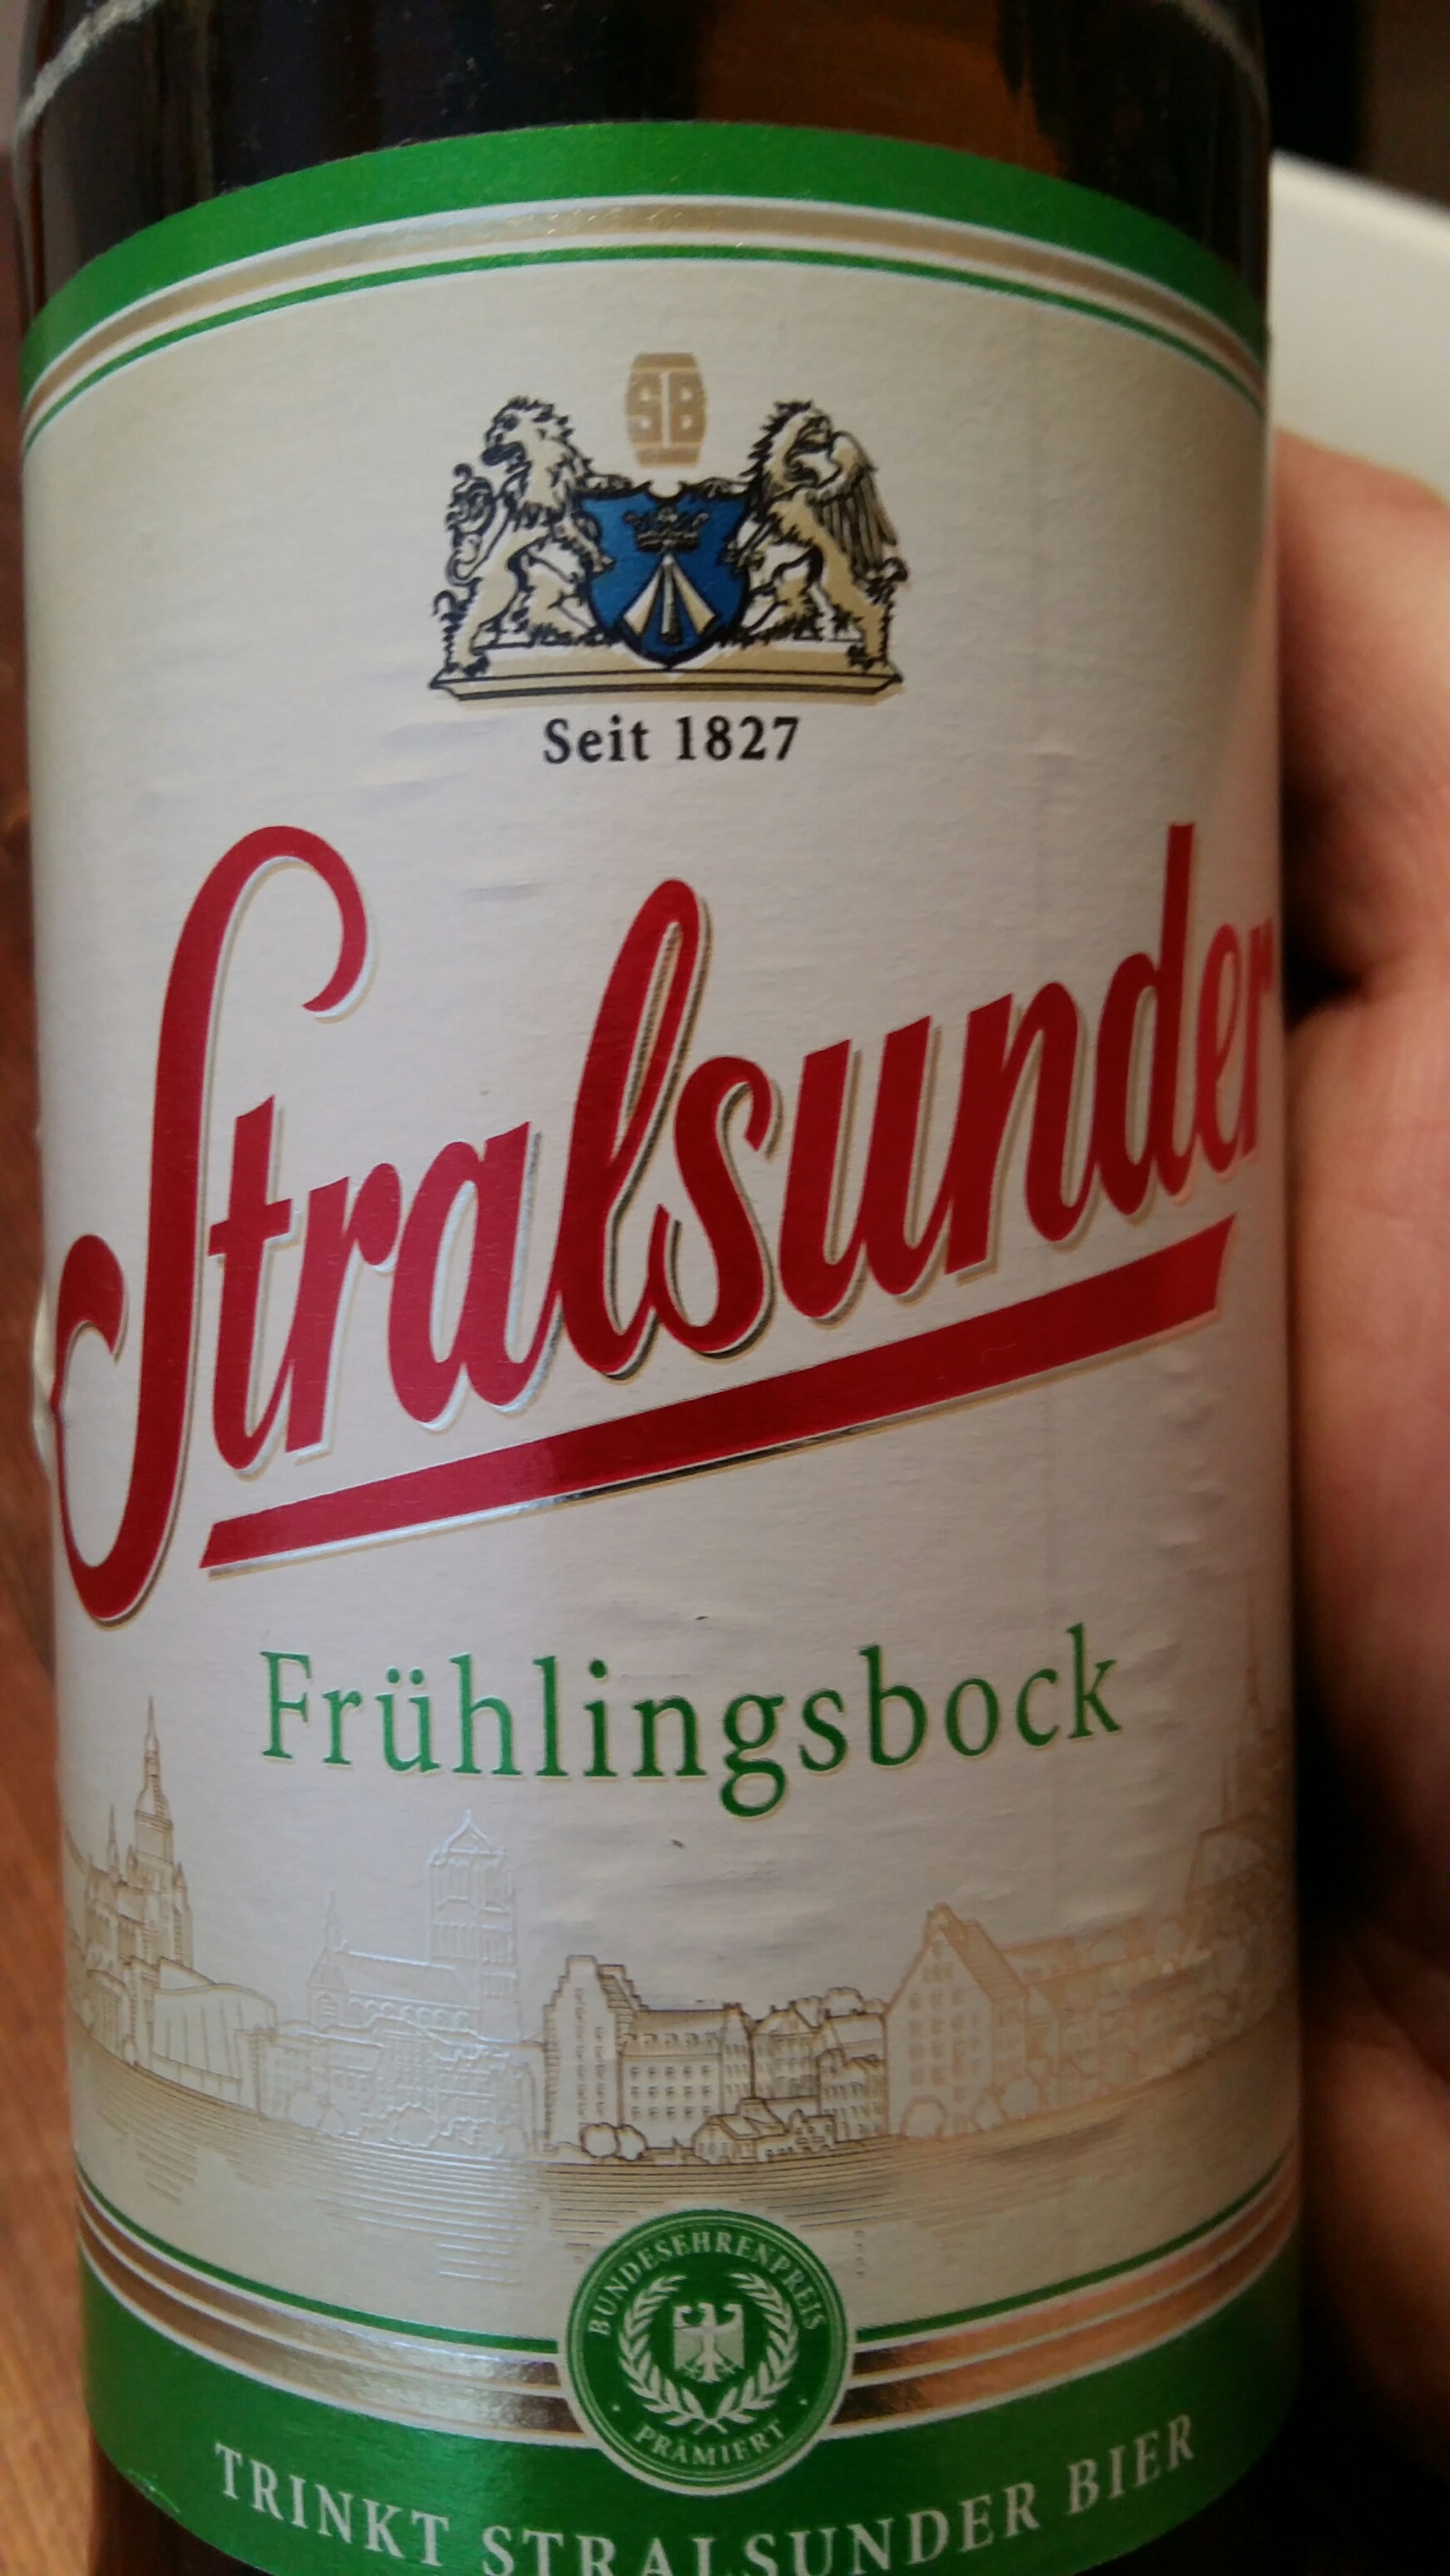 SB
Seit 1827
Stralsunder
Frühlingsbock
BUNDESEHRENPREIS
PRÄMIERT
TRINKT STRALSUNDER BIER